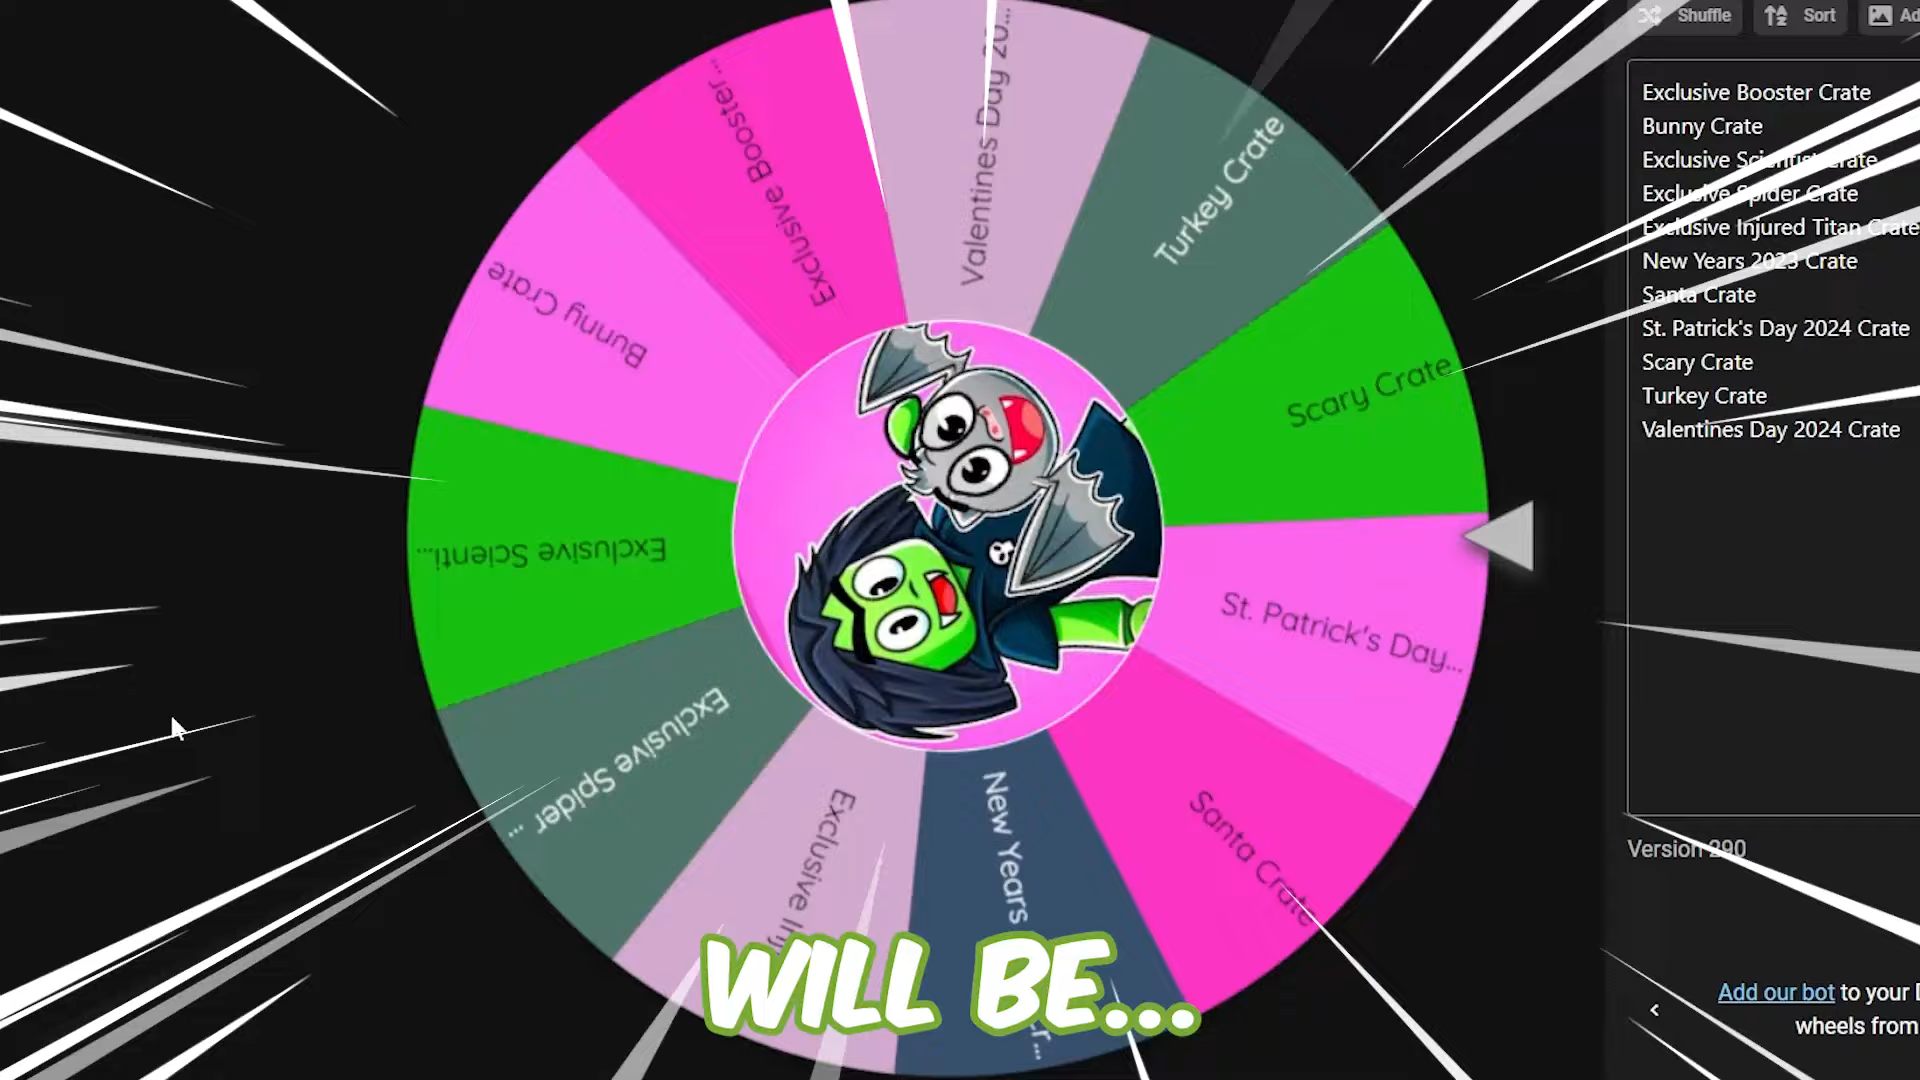 Shuffle
Sort
Ad
Exclusive Booster Crate
Bunny Crate
Exclusive Scientist Crate
Exclusive Spider Crate
Exclusive Injured Titan Crate
New Years 2023 Crate
Santa Crate
St. Patrick's Day 2024 Crate
Scary Crate
Turkey Crate
Valentines Day 2024 Crate
Valentines Day 20...
Turkey Crate
Scary Crate
St. Patrick's Day...
Santa Crate
New Years
r...
Exclusive Inj
Exclusive Spider ...
Exclusive Scienti...
Bunny Crate
Exclusive Booster...
WILL BE...
Version 290
Add our bot to your D
wheels from